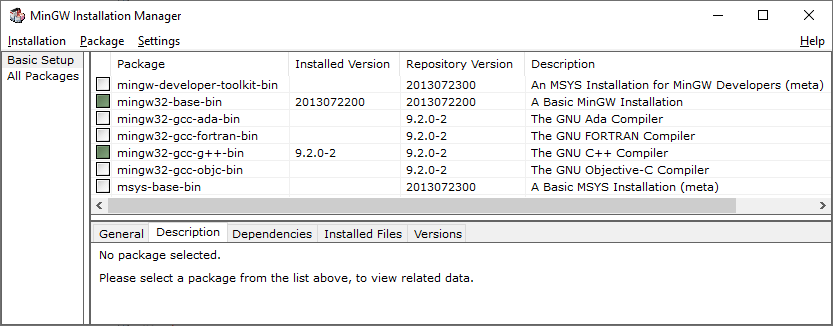 MinGW Installation Manager
Installation Package Settings Help
Basic Setup
All Packages
Package Installed Version Repository Version Description
mingw-developer-toolkit-bin 2013072300 An MSYS Installation for MinGW Developers (meta)
mingw32-base-bin 2013072200 2013072200 A Basic MinGW Installation
mingw32-gcc-ada-bin 9.2.0-2 The GNU Ada Compiler
mingw32-gcc-fortran-bin 9.2.0-2 The GNU FORTRAN Compiler
mingw32-gcc-g++-bin 9.2.0-2 9.2.0-2 The GNU C++ Compiler
mingw32-gcc-objc-bin 9.2.0-2 The GNU Objective-C Compiler
msys-base-bin 2013072300 A Basic MSYS Installation (meta)
General Description Dependencies Installed Files Versions
No package selected.
Please select a package from the list above, to view related data.